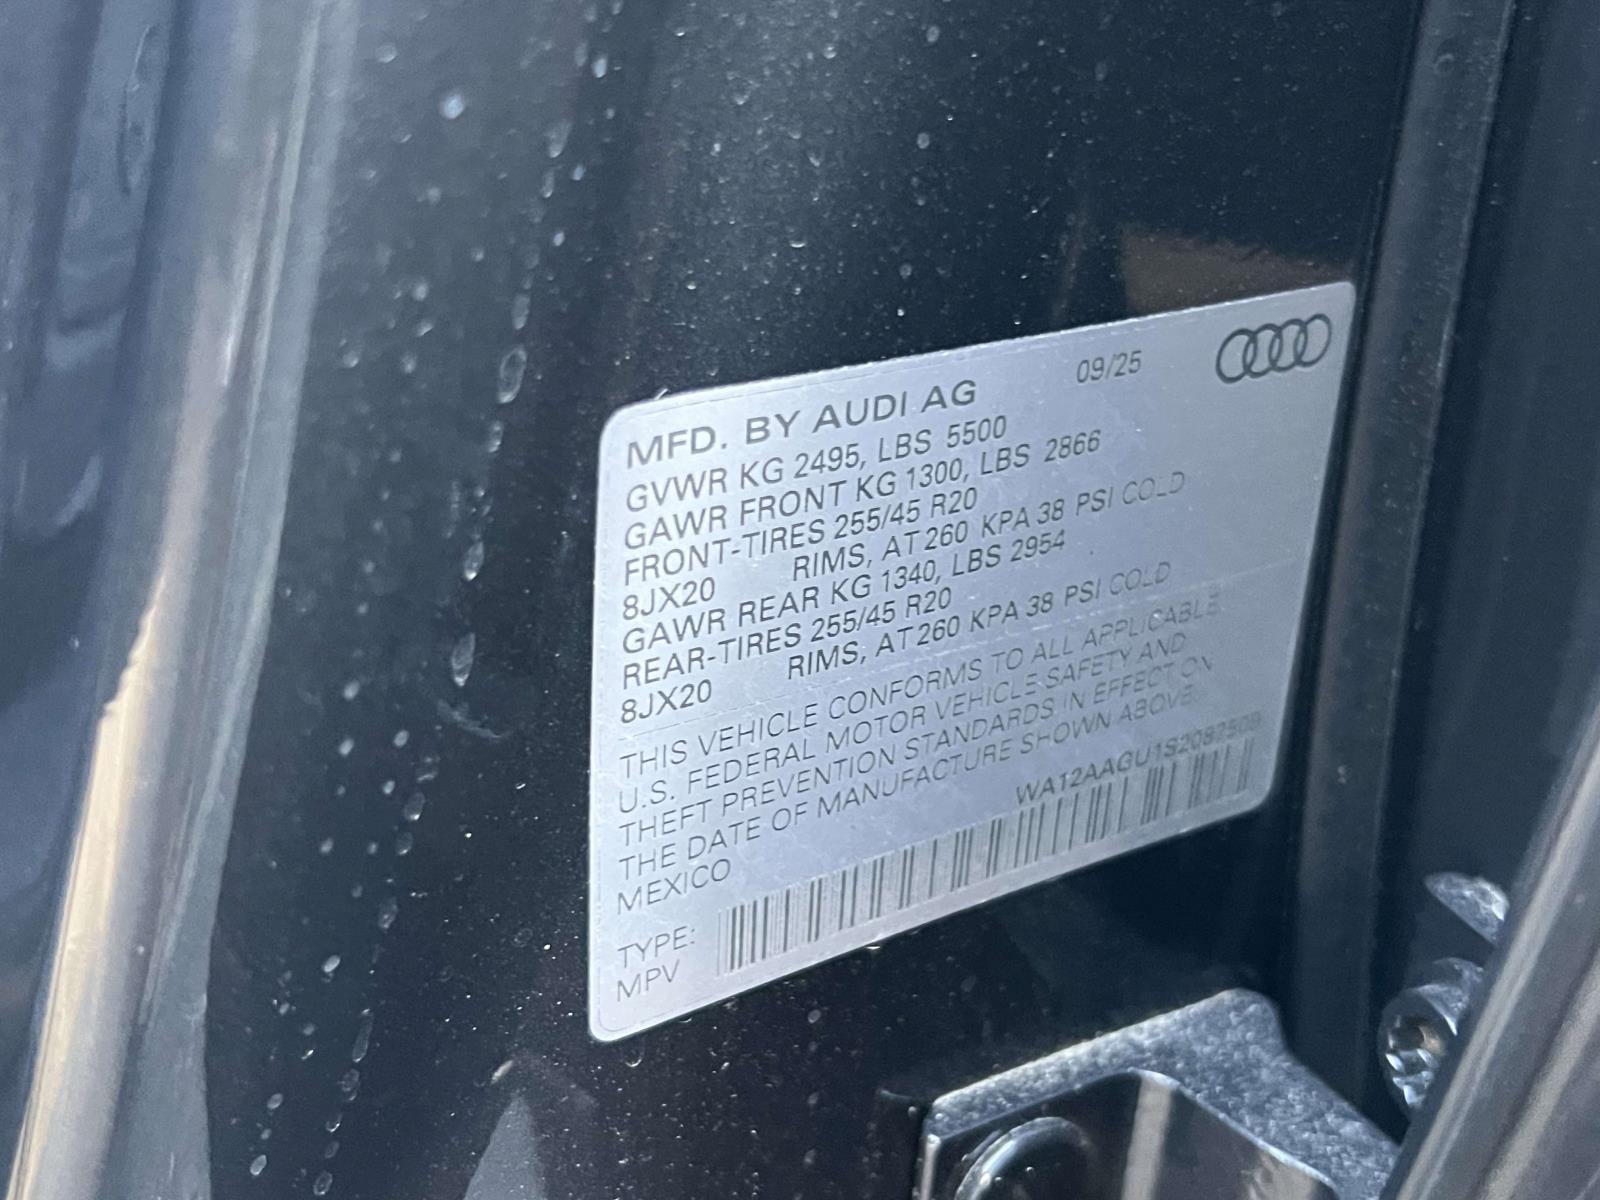 MFD. BY AUDI AG 09/25
GVWR KG 2495, LBS 5500
GAWR FRONT KG 1300, LBS 2866
FRONT-TIRES 255/45 R20
8JX20 RIMS, AT 260 KPA 38 PSI COLD
GAWR REAR KG 1340, LBS 2954
REAR-TIRES 255/45 R20
8JX20 RIMS, AT 260 KPA 38 PSI COLD
THIS VEHICLE CONFORMS TO ALL APPLICABLE
U.S. FEDERAL MOTOR VEHICLE SAFETY AND
THEFT PREVENTION STANDARDS IN EFFECT ON
THE DATE OF MANUFACTURE SHOWN ABOVE.
MEXICO
TYPE:
MPV